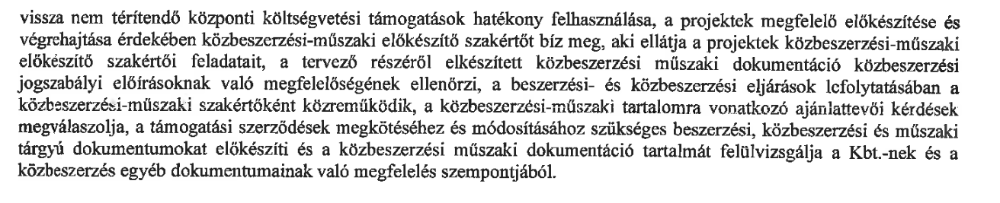 vissza nem térítendő központi költségvetési támogatások hatékony felhasználása, a projektek megfelelő előkészítése és
végrehajtása érdekében közbeszerzési-műszaki előkészítő szakértőt bíz meg, aki ellátja a projektek közbeszerzési-műszaki
előkészítő szakértői feladatait, a tervező részéről elkészített közbeszerzési műszaki dokumentáció közbeszerzési
jogszabályi előírásoknak való megfelelőségének ellenőrzi, a beszerzési- és közbeszerzési eljárások lefolytatásában a
közbeszerzési-műszaki szakértőként közreműködik, a közbeszerzési-műszaki tartalomra vonatkozó ajánlattevői kérdések
megválaszolja, a támogatási szerződések megkötéséhez és módosításához szükséges beszerzési, közbeszerzési és műszaki
tárgyú dokumentumokat előkészíti és a közbeszerzési műszaki dokumentáció tartalmát felülvizsgálja a Kbt.-nek és a
közbeszerzés egyéb dokumentumainak való megfelelés szempontjából.